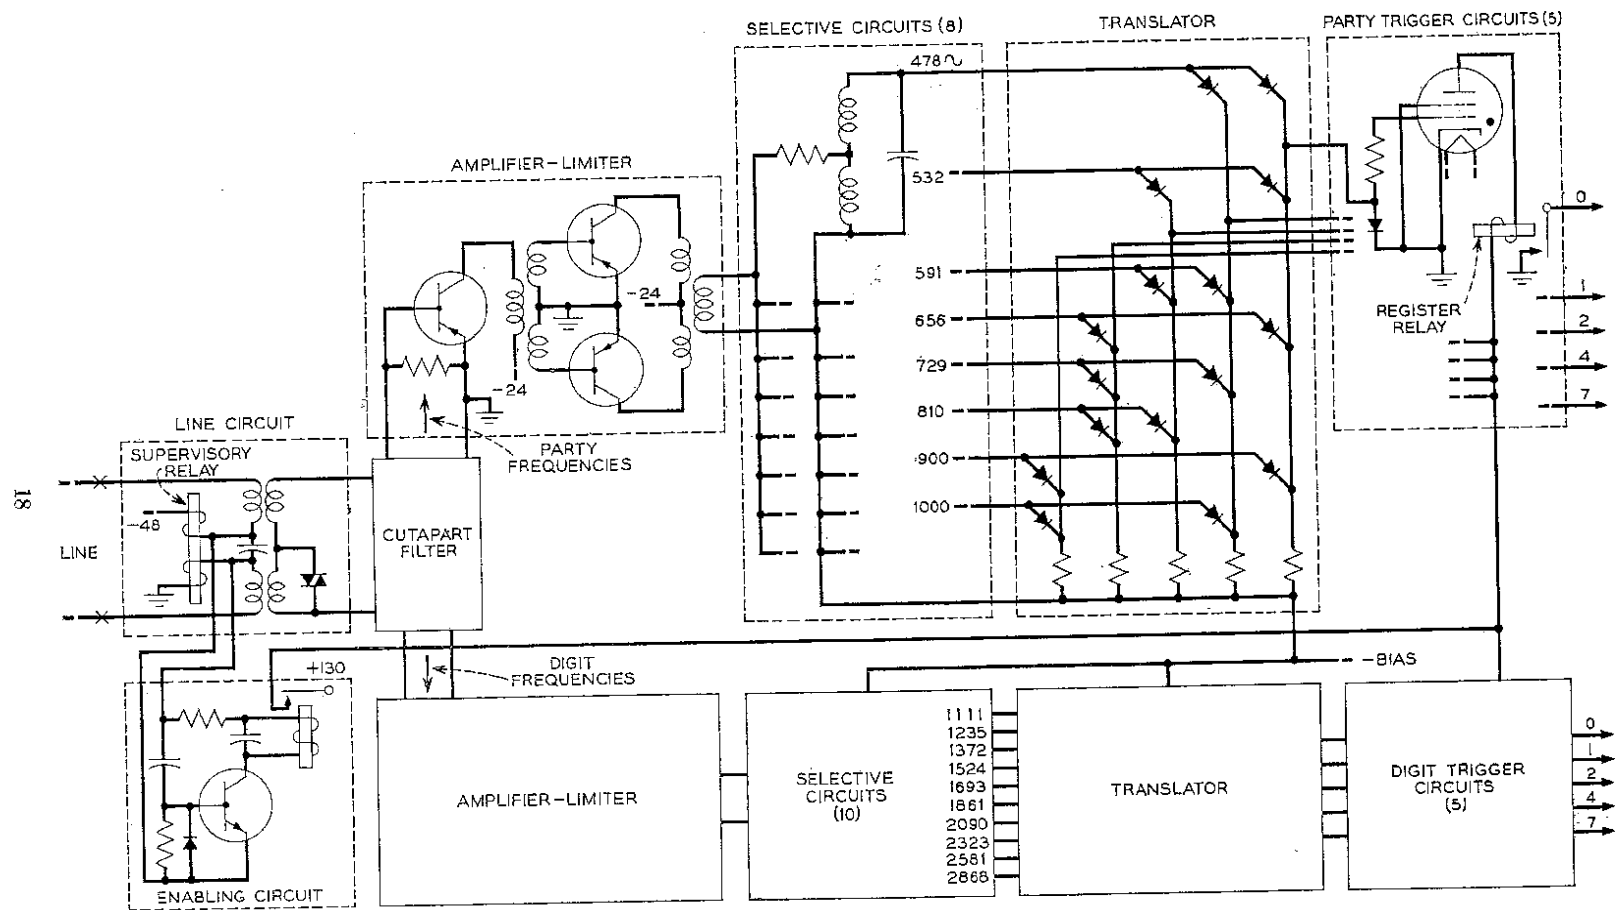 SELECTIVE CIRCUITS (8)
TRANSLATOR
PARTY TRIGGER CIRCUITS (5)
478∿
532
591
656
729
810
900
1000
0
1
2
4
7
REGISTER
RELAY
AMPLIFIER-LIMITER
-24
-24
PARTY
FREQUENCIES
LINE CIRCUIT
SUPERVISORY
RELAY
-48
LINE
18
CUTAPART
FILTER
DIGIT
FREQUENCIES
-BIAS
+130
ENABLING CIRCUIT
AMPLIFIER-LIMITER
SELECTIVE
CIRCUITS
(10)
1111
1235
1372
1524
1693
1861
2090
2323
2581
2868
TRANSLATOR
DIGIT TRIGGER
CIRCUITS
(5)
0
1
2
4
7